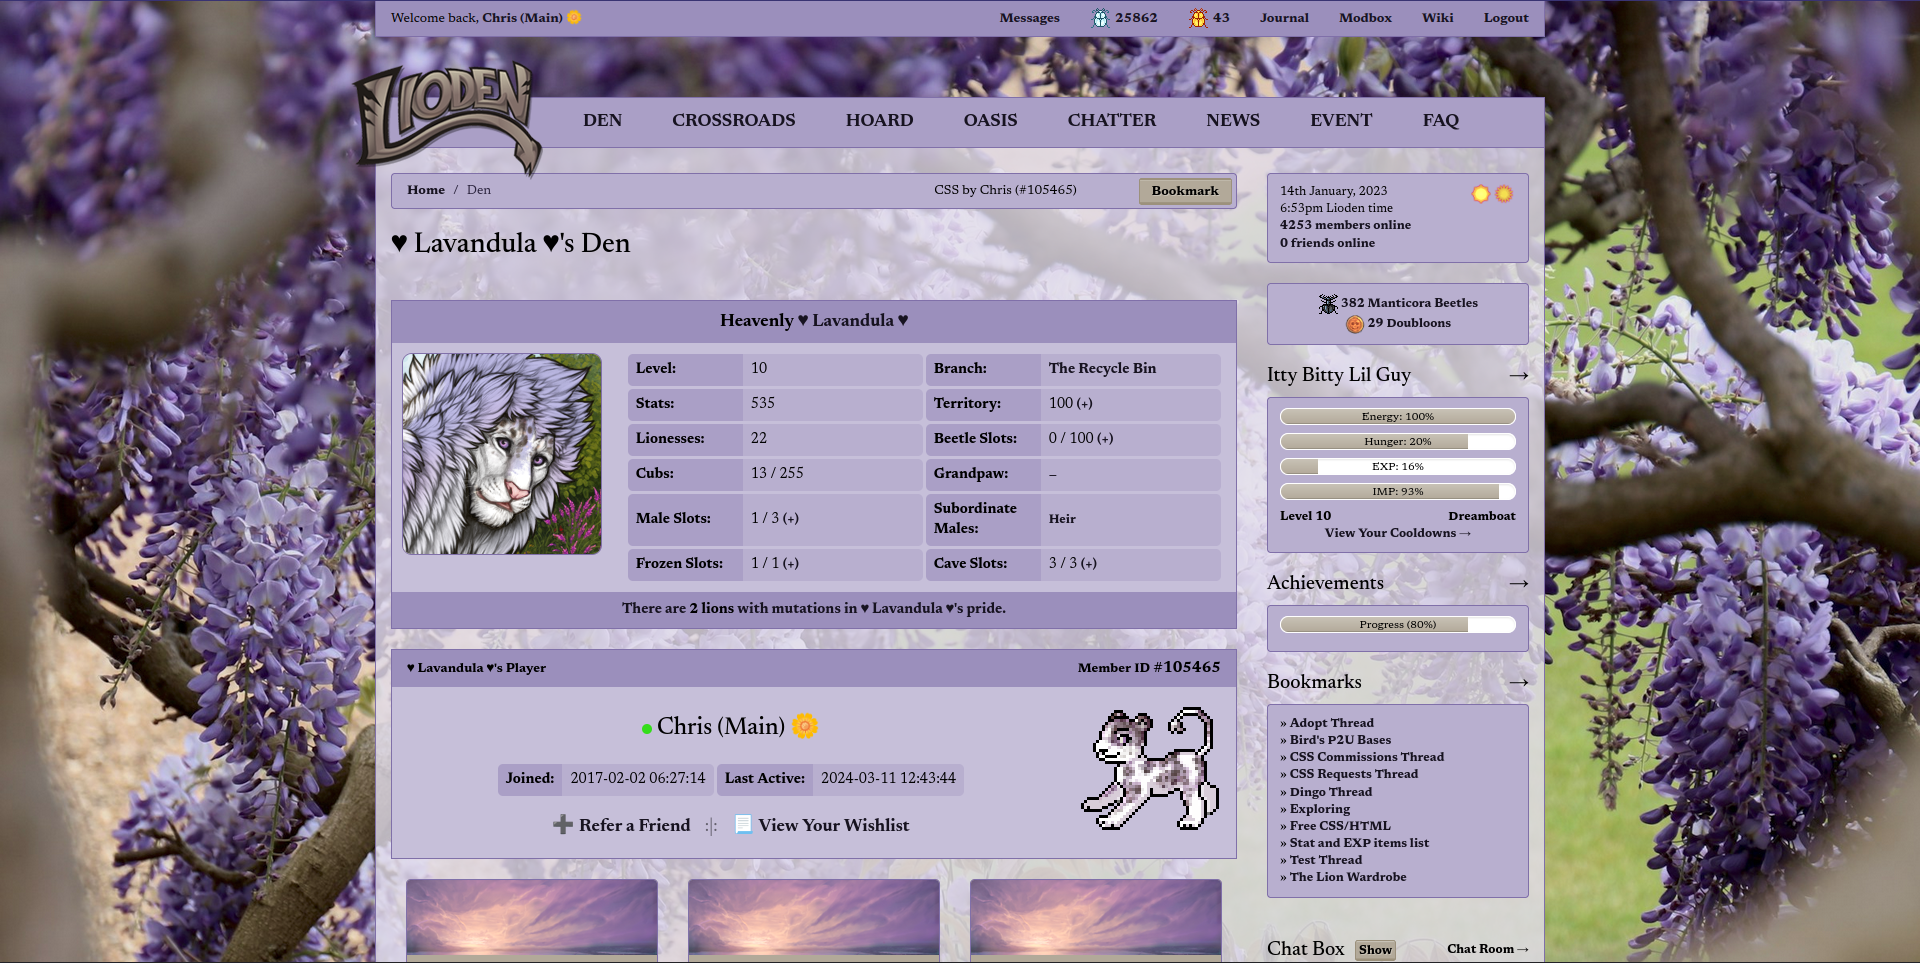 Welcome back, Chris (Main) 🌼
Messages 25862 43 Journal Modbox Wiki Logout
LIODEN
DEN CROSSROADS HOARD OASIS CHATTER NEWS EVENT FAQ
Home / Den CSS by Chris (#105465) Bookmark
♥ Lavandula ♥'s Den
Heavenly ♥ Lavandula ♥
Level: 10 Branch: The Recycle Bin
Stats: 535 Territory: 100 (+)
Lionesses: 22 Beetle Slots: 0 / 100 (+)
Cubs: 13 / 255 Grandpaw: –
Male Slots: 1 / 3 (+) Subordinate Males: Heir
Frozen Slots: 1 / 1 (+) Cave Slots: 3 / 3 (+)
There are 2 lions with mutations in ♥ Lavandula ♥'s pride.
♥ Lavandula ♥'s Player Member ID #105465
Chris (Main) 🌼
Joined: 2017-02-02 06:27:14 Last Active: 2024-03-11 12:43:44
➕ Refer a Friend :|: 📃 View Your Wishlist
14th January, 2023
6:53pm Lioden time
4253 members online
0 friends online
382 Manticora Beetles
29 Doubloons
Itty Bitty Lil Guy →
Energy: 100%
Hunger: 20%
EXP: 16%
IMP: 93%
Level 10 Dreamboat
View Your Cooldowns →
Achievements →
Progress (80%)
Bookmarks →
» Adopt Thread
» Bird's P2U Bases
» CSS Commissions Thread
» CSS Requests Thread
» Dingo Thread
» Exploring
» Free CSS/HTML
» Stat and EXP items list
» Test Thread
» The Lion Wardrobe
Chat Box Show Chat Room →